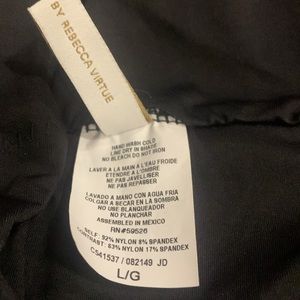 BY REBECCA VIRTUE
HAND WASH COLD
LINE DRY IN SHADE
NO BLEACH DO NOT IRON
LAVER A LA MAIN A L'EAU FROIDE
ETENDRE A L'OMBRE
NE PAS JAVELLISER
NE PAS REPASSER
LAVADO A MANO CON AGUA FRIA
COLGAR A SECAR EN LA SOMBRA
NO USE BLANQUEADOR
NO PLANCHAR
ASSEMBLED IN MEXICO
RN#59526
SELF: 92% NYLON 8% SPANDEX
CONTRAST: 83% NYLON 17% SPANDEX
CS41537 / 082149 JD
L/G